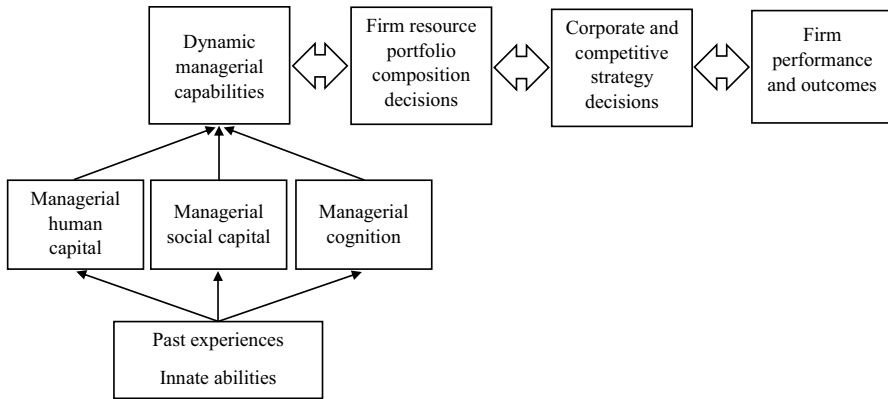 Dynamic
managerial
capabilities
Firm resource
portfolio
composition
decisions
Corporate and
competitive
strategy
decisions
Firm
performance
and outcomes
Managerial
human
capital
Managerial
social capital
Managerial
cognition
Past experiences
Innate abilities